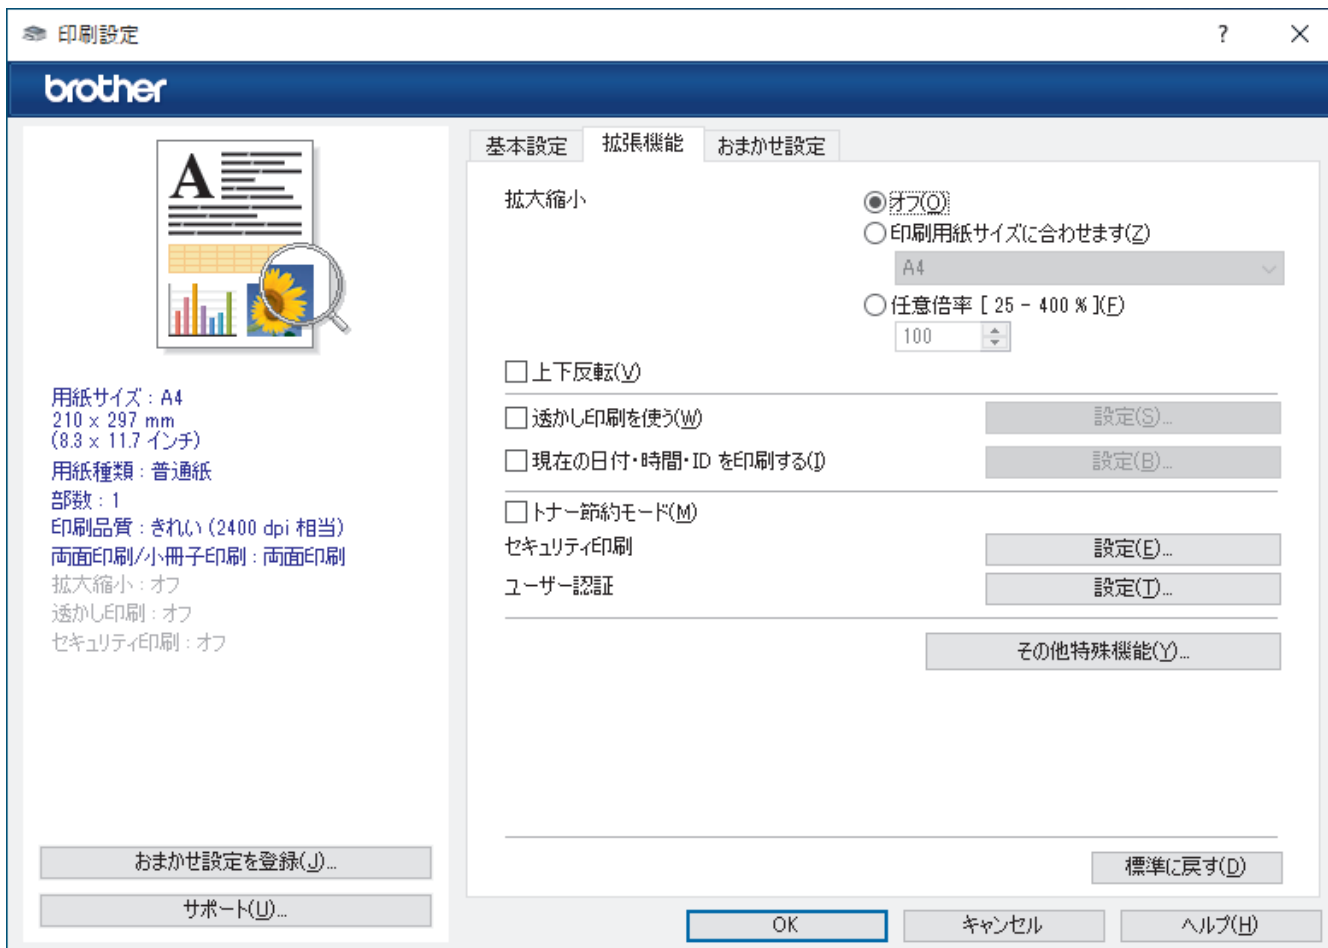 印刷設定
?
brother
A
用紙サイズ : A4
210 x 297 mm
(8.3 x 11.7 インチ)
用紙種類 : 普通紙
部数 : 1
印刷品質 : きれい (2400 dpi 相当)
両面印刷/小冊子印刷 : 両面印刷
拡大縮小 : オフ
透かし印刷 : オフ
セキュリティ印刷 : オフ
おまかせ設定を登録(J)...
サポート(U)...
基本設定 拡張機能 おまかせ設定
拡大縮小
オフ(O)
印刷用紙サイズに合わせます(Z)
A4
任意倍率 [ 25 - 400 % ](F)
100
上下反転(V)
透かし印刷を使う(W) 設定(S)...
現在の日付・時間・ID を印刷する(I) 設定(B)...
トナー節約モード(M)
セキュリティ印刷 設定(E)...
ユーザー認証 設定(T)...
その他特殊機能(Y)...
標準に戻す(D)
OK キャンセル ヘルプ(H)